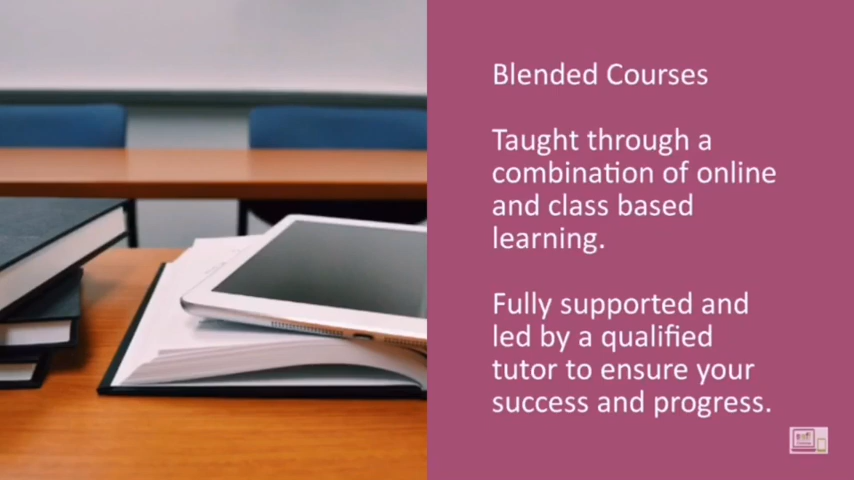 Blended Courses
Taught through a
combination of online
and class based
learning.
Fully supported and
led by a qualified
tutor to ensure your
success and progress.